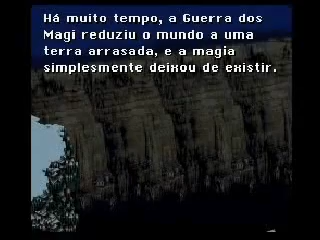 Há muito tempo, a Guerra dos
Magi reduziu o mundo a uma
terra arrasada, e a magia
simplesmente deixou de existir.